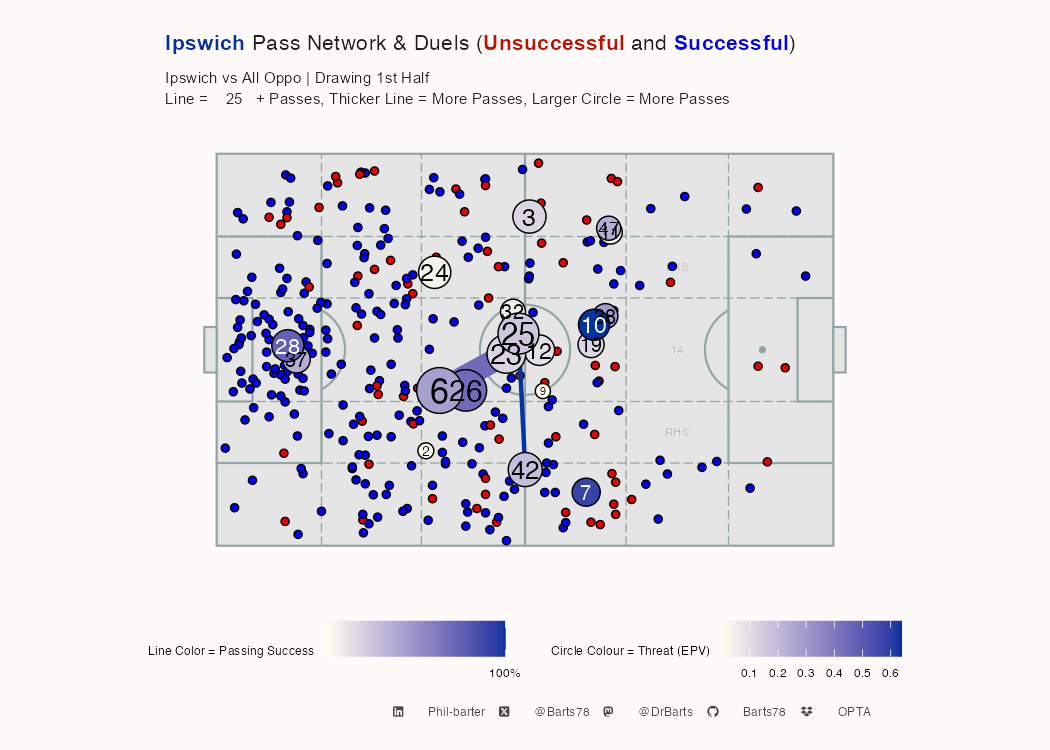 Ipswich Pass Network & Duels (Unsuccessful and Successful)
Ipswich vs All Oppo | Drawing 1st Half
Line = 25 + Passes, Thicker Line = More Passes, Larger Circle = More Passes
3
47
24
32
10
25
19
28
23
12
37
6
26
9
14
RHS
2
42
7
Line Color = Passing Success
100%
Circle Colour = Threat (EPV)
0.1 0.2 0.3 0.4 0.5 0.6
Phil-barter @Barts78 @DrBarts Barts78 OPTA